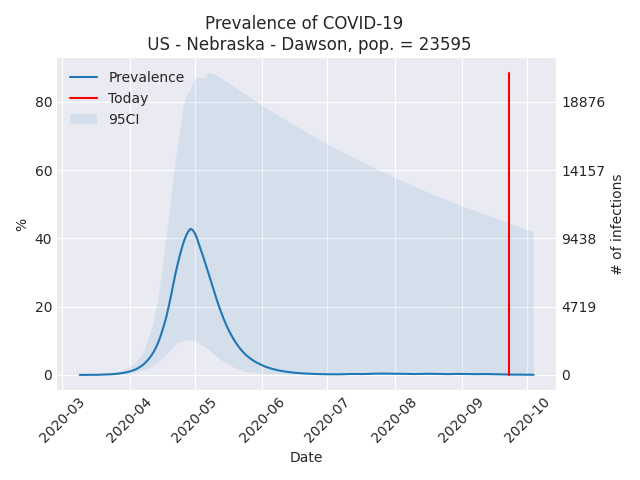 Prevalence of COVID-19
US - Nebraska - Dawson, pop. = 23595
Prevalence
Today
95CI
80
60
40
20
0
%
18876
14157
9438
4719
0
# of infections
2020-03
2020-04
2020-05
2020-06
2020-07
2020-08
2020-09
2020-10
Date